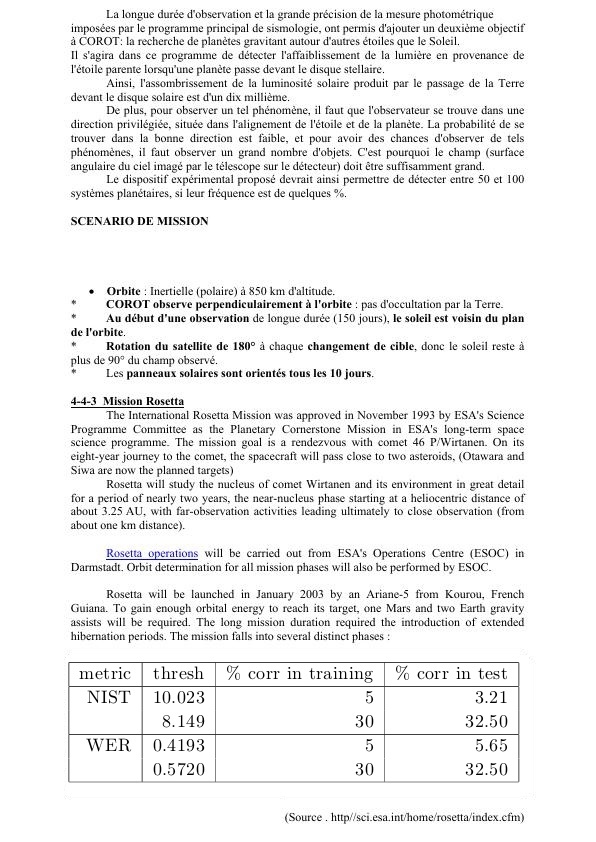 La longue durée d'observation et la grande précision de la mesure photométrique
imposées par le programme principal de sismologie, ont permis d'ajouter un deuxième objectif
à COROT: la recherche de planètes gravitant autour d'autres étoiles que le Soleil.
Il s'agira dans ce programme de détecter l'affaiblissement de la lumière en provenance de
l'étoile parente lorsqu'une planète passe devant le disque stellaire.
Ainsi, l'assombrissement de la luminosité solaire produit par le passage de la Terre
devant le disque solaire est d'un dix millième.
De plus, pour observer un tel phénomène, il faut que l'observateur se trouve dans une
direction privilégiée, située dans l'alignement de l'étoile et de la planète. La probabilité de se
trouver dans la bonne direction est faible, et pour avoir des chances d'observer de tels
phénomènes, il faut observer un grand nombre d'objets. C'est pourquoi le champ (surface
angulaire du ciel imagé par le télescope sur le détecteur) doit être suffisamment grand.
Le dispositif expérimental proposé devrait ainsi permettre de détecter entre 50 et 100
systèmes planétaires, si leur fréquence est de quelques %.
SCENARIO DE MISSION
• Orbite : Inertielle (polaire) à 850 km d'altitude.
* COROT observe perpendiculairement à l'orbite : pas d'occultation par la Terre.
* Au début d'une observation de longue durée (150 jours), le soleil est voisin du plan
de l'orbite.
* Rotation du satellite de 180° à chaque changement de cible, donc le soleil reste à
plus de 90° du champ observé.
* Les panneaux solaires sont orientés tous les 10 jours.
4-4-3 Mission Rosetta
The International Rosetta Mission was approved in November 1993 by ESA's Science
Programme Committee as the Planetary Cornerstone Mission in ESA's long-term space
science programme. The mission goal is a rendezvous with comet 46 P/Wirtanen. On its
eight-year journey to the comet, the spacecraft will pass close to two asteroids, (Otawara and
Siwa are now the planned targets)
Rosetta will study the nucleus of comet Wirtanen and its environment in great detail
for a period of nearly two years, the near-nucleus phase starting at a heliocentric distance of
about 3.25 AU, with far-observation activities leading ultimately to close observation (from
about one km distance).
Rosetta operations will be carried out from ESA's Operations Centre (ESOC) in
Darmstadt. Orbit determination for all mission phases will also be performed by ESOC.
Rosetta will be launched in January 2003 by an Ariane-5 from Kourou, French
Guiana. To gain enough orbital energy to reach its target, one Mars and two Earth gravity
assists will be required. The long mission duration required the introduction of extended
hibernation periods. The mission falls into several distinct phases :
metric thresh % corr in training % corr in test
NIST 10.023 5 3.21
8.149 30 32.50
WER 0.4193 5 5.65
0.5720 30 32.50
(Source . http//sci.esa.int/home/rosetta/index.cfm)